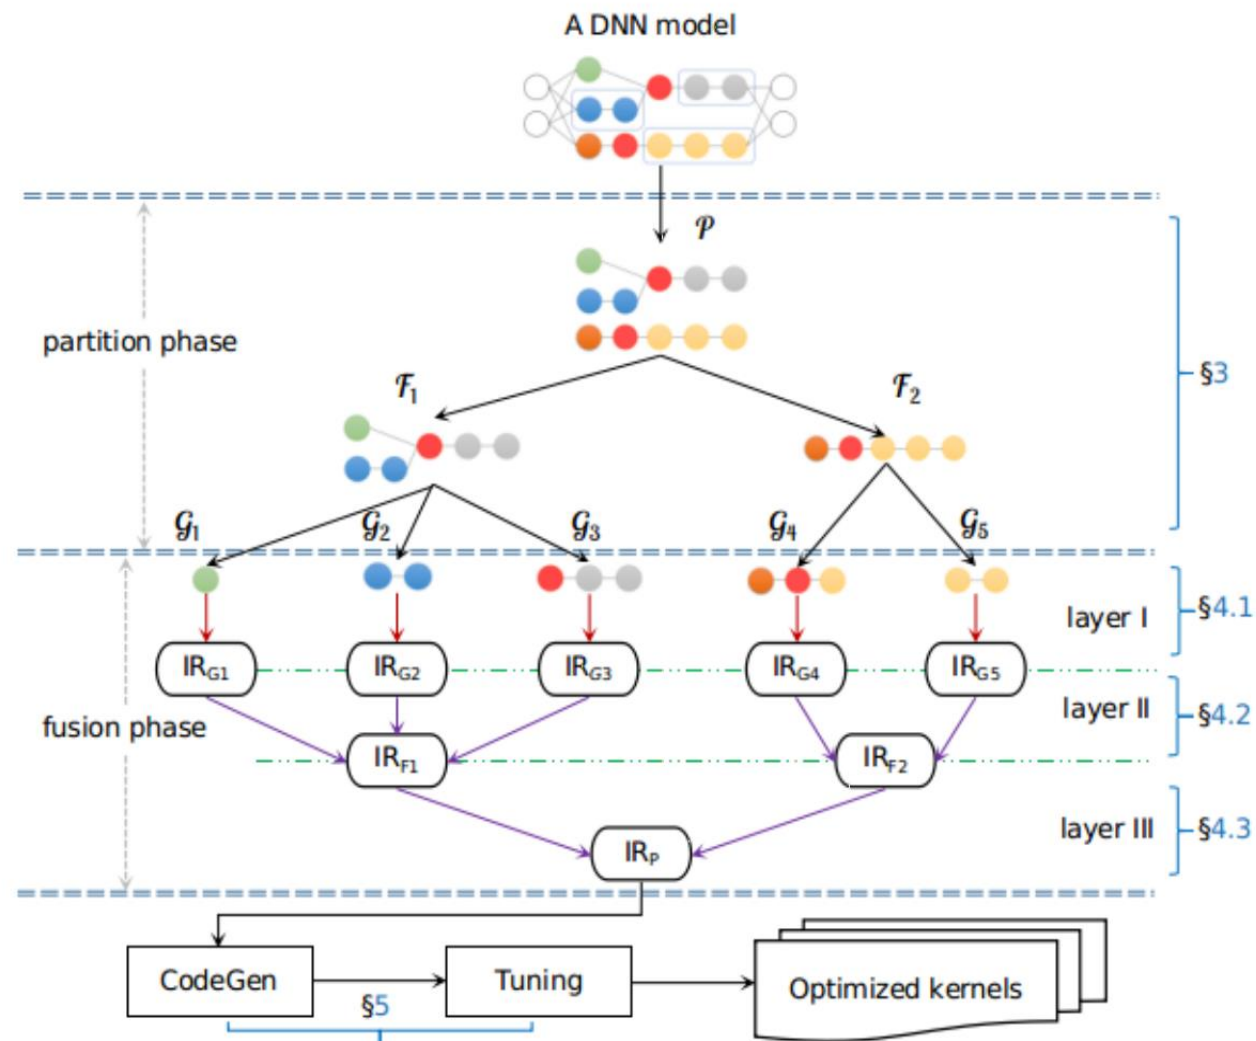 A DNN model
𝒫
partition phase
§3
ℱ1
ℱ2
𝒢1
𝒢2
𝒢3
𝒢4
𝒢5
layer I
§4.1
IRG1
IRG2
IRG3
IRG4
IRG5
layer II
§4.2
fusion phase
IRF1
IRF2
layer III
§4.3
IRP
CodeGen
§5
Tuning
Optimized kernels